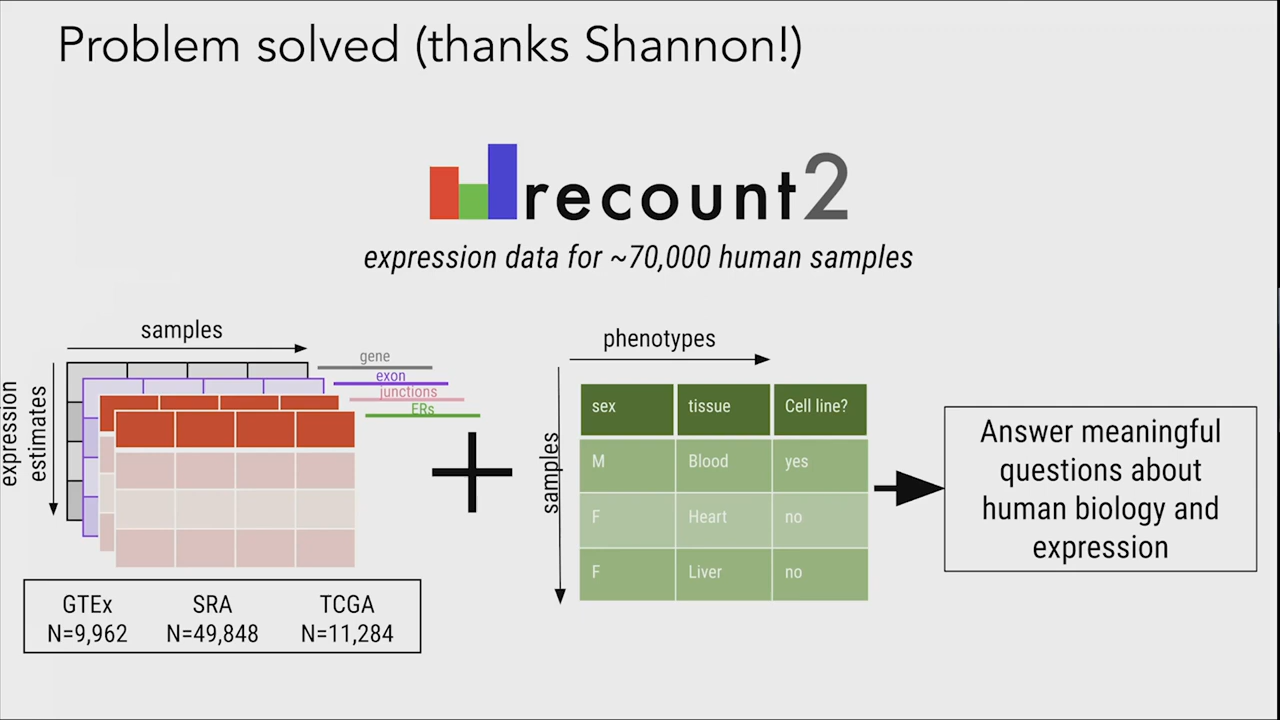 Problem solved (thanks Shannon!)
recount2
expression data for ~70,000 human samples
samples
expression
estimates
gene
exon
junctions
ERs
GTEx SRA TCGA
N=9,962 N=49,848 N=11,284
phenotypes
samples
sex tissue Cell line?
M Blood yes
F Heart no
F Liver no
Answer meaningful
questions about
human biology and
expression